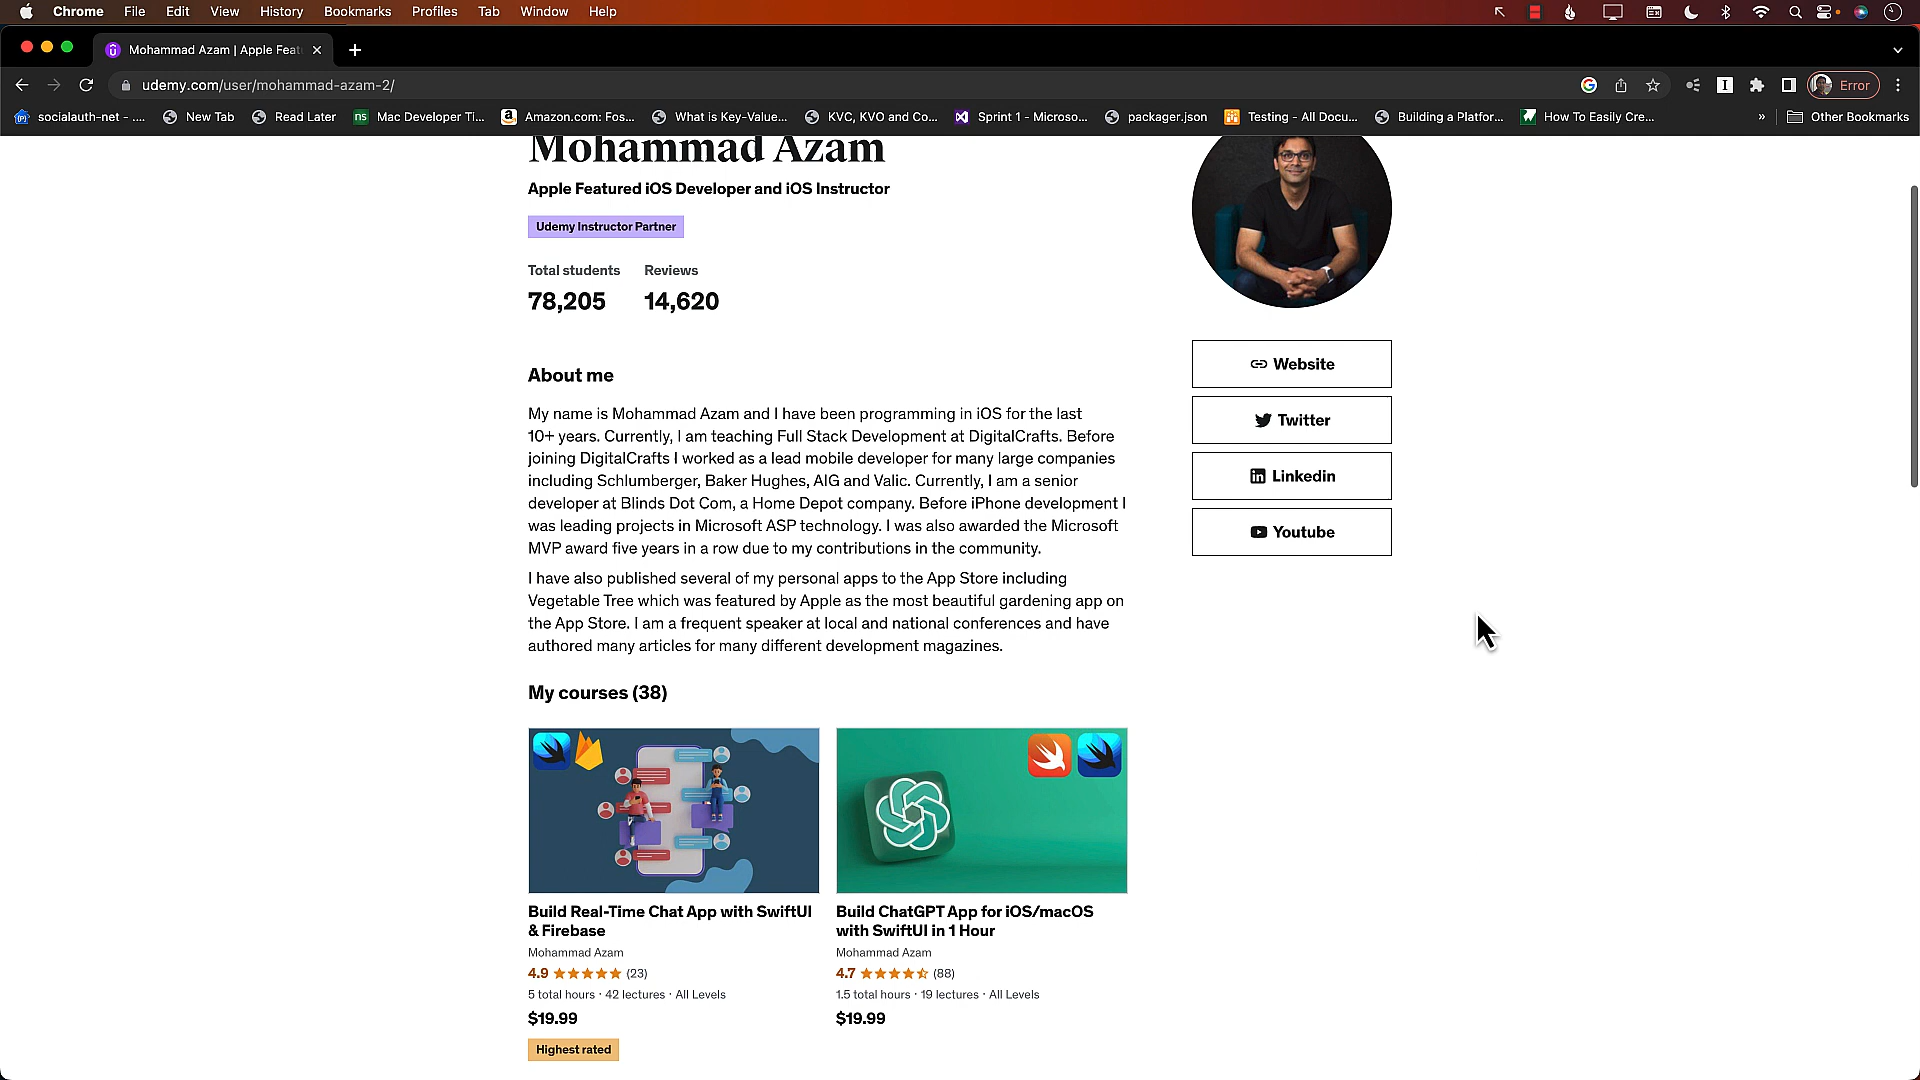 Chrome File Edit View History Bookmarks Profiles Tab Window Help
Mohammad Azam | Apple Feat
udemy.com/user/mohammad-azam-2/
Error
socialauth-net - .... New Tab Read Later Mac Developer Ti... Amazon.com: Fos... What is Key-Value... KVC, KVO and Co... Sprint 1 - Microso... packager.json Testing - All Docu... Building a Platfor... How To Easily Cre... » Other Bookmarks
Mohammad Azam
Apple Featured iOS Developer and iOS Instructor
Udemy Instructor Partner
Total students Reviews
78,205 14,620
About me
My name is Mohammad Azam and I have been programming in iOS for the last
10+ years. Currently, I am teaching Full Stack Development at DigitalCrafts. Before
joining DigitalCrafts I worked as a lead mobile developer for many large companies
including Schlumberger, Baker Hughes, AIG and Valic. Currently, I am a senior
developer at Blinds Dot Com, a Home Depot company. Before iPhone development I
was leading projects in Microsoft ASP technology. I was also awarded the Microsoft
MVP award five years in a row due to my contributions in the community.
I have also published several of my personal apps to the App Store including
Vegetable Tree which was featured by Apple as the most beautiful gardening app on
the App Store. I am a frequent speaker at local and national conferences and have
authored many articles for many different development magazines.
Website
Twitter
Linkedin
Youtube
My courses (38)
Build Real-Time Chat App with SwiftUI
& Firebase
Mohammad Azam
4.9 (23)
5 total hours · 42 lectures · All Levels
$19.99
Highest rated
Build ChatGPT App for iOS/macOS
with SwiftUI in 1 Hour
Mohammad Azam
4.7 (88)
1.5 total hours · 19 lectures · All Levels
$19.99